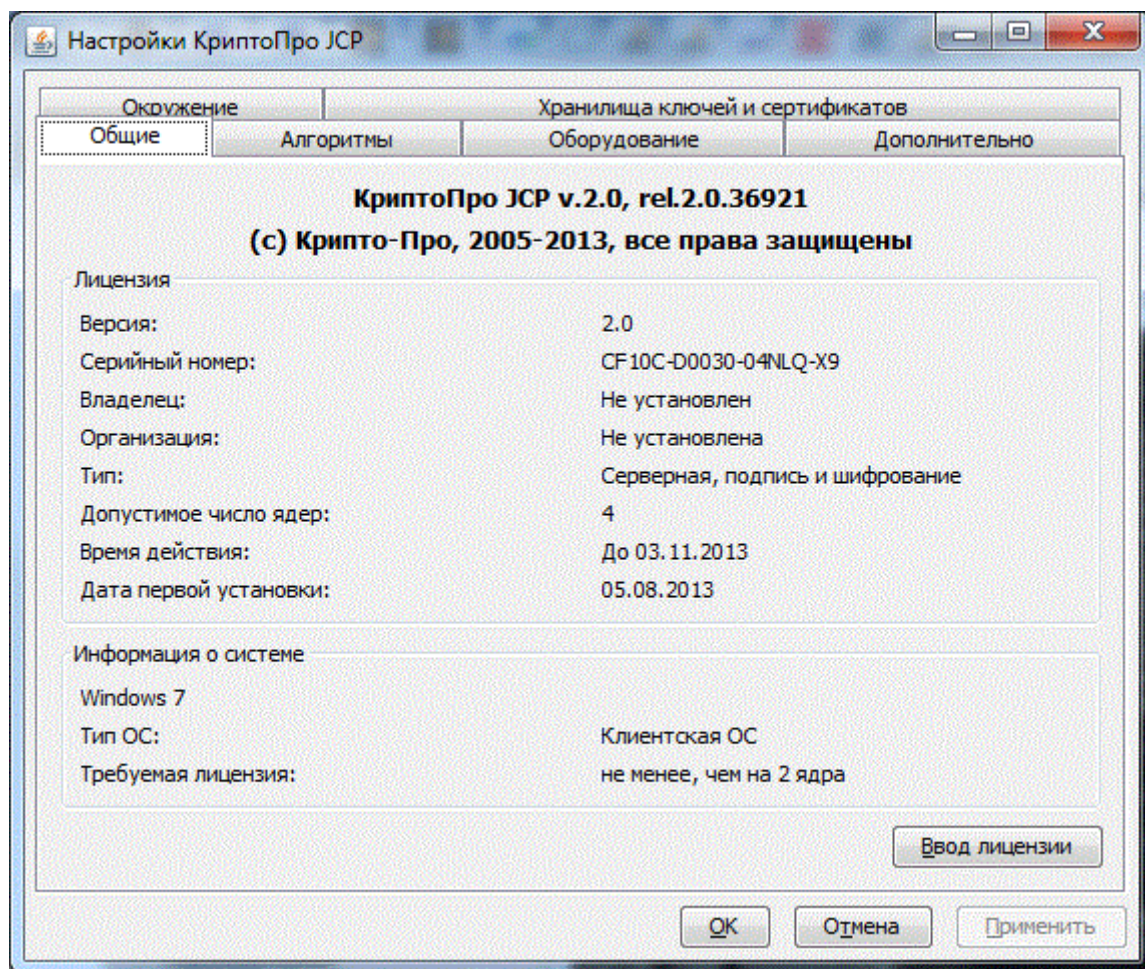 Настройки КриптоПро JCP
Окружение Хранилища ключей и сертификатов
Общие Алгоритмы Оборудование Дополнительно
КриптоПро JCP v.2.0, rel.2.0.36921
(c) Крипто-Про, 2005-2013, все права защищены
Лицензия
Версия: 2.0
Серийный номер: CF10C-D0030-04NLQ-X9
Владелец: Не установлен
Организация: Не установлена
Тип: Серверная, подпись и шифрование
Допустимое число ядер: 4
Время действия: До 03.11.2013
Дата первой установки: 05.08.2013
Информация о системе
Windows 7
Тип ОС: Клиентская ОС
Требуемая лицензия: не менее, чем на 2 ядра
Ввод лицензии
OK Отмена Применить